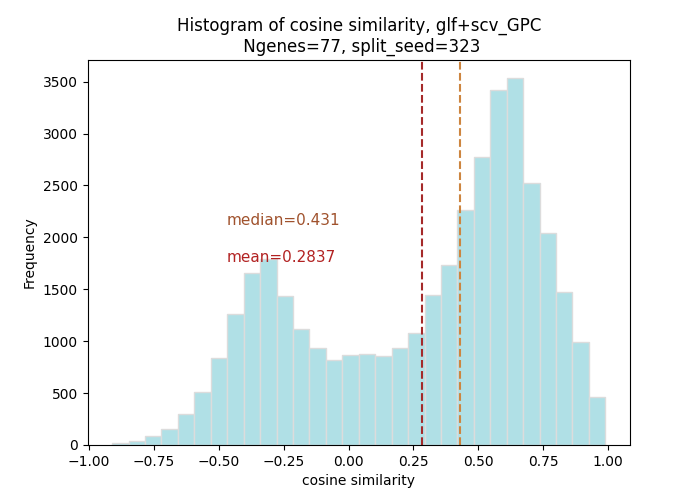 Histogram of cosine similarity, glf+scv_GPC
Ngenes=77, split_seed=323
3500
3000
2500
2000
1500
1000
500
0
Frequency
median=0.431
mean=0.2837
−1.00 −0.75 −0.50 −0.25 0.00 0.25 0.50 0.75 1.00
cosine similarity